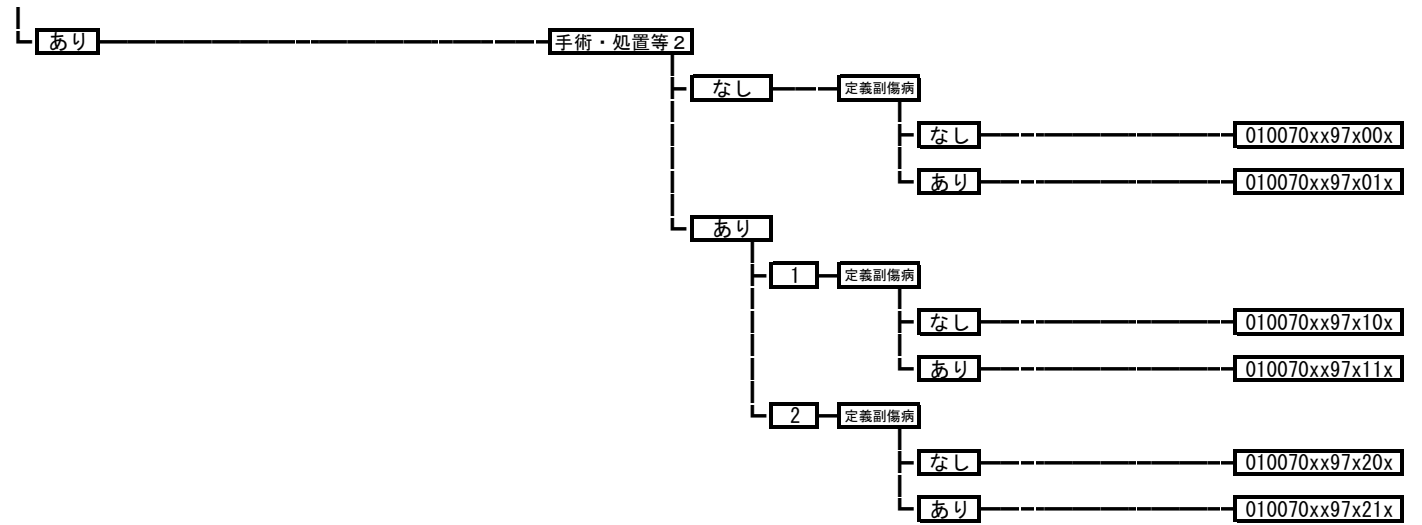 あり 手術・処置等２
なし 定義副傷病
なし 010070xx97x00x
あり 010070xx97x01x
あり
1 定義副傷病
なし 010070xx97x10x
あり 010070xx97x11x
2 定義副傷病
なし 010070xx97x20x
あり 010070xx97x21x